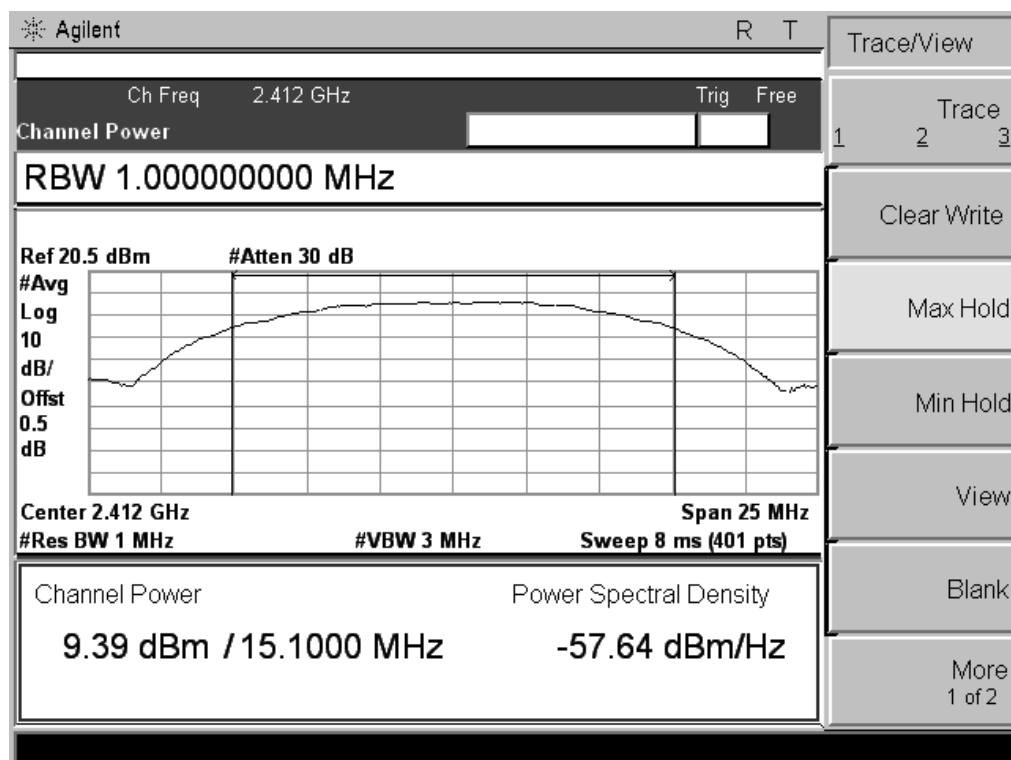 Agilent R T
Ch Freq 2.412 GHz Trig Free
Channel Power
RBW 1.000000000 MHz
Ref 20.5 dBm #Atten 30 dB
#Avg
Log
10
dB/
Offst
0.5
dB
Center 2.412 GHz Span 25 MHz
#Res BW 1 MHz #VBW 3 MHz Sweep 8 ms (401 pts)
Channel Power Power Spectral Density
9.39 dBm / 15.1000 MHz -57.64 dBm/Hz
Trace/View
Trace
1 2 3
Clear Write
Max Hold
Min Hold
View
Blank
More
1 of 2